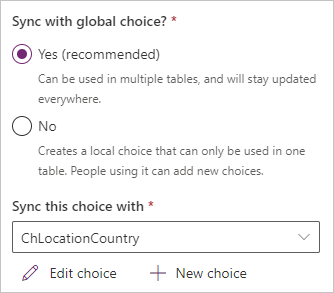 Sync with global choice? *
Yes (recommended)
Can be used in multiple tables, and will stay updated
everywhere.
No
Creates a local choice that can only be used in one
table. People using it can add new choices.
Sync this choice with *
ChLocationCountry
Edit choice
New choice